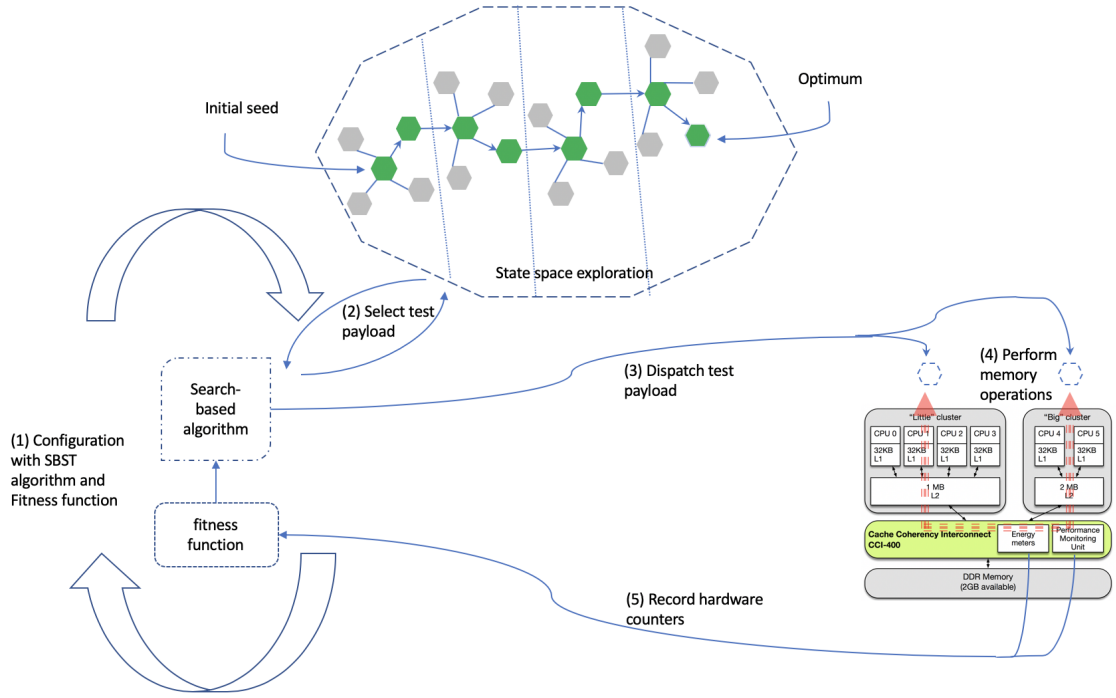 Initial seed
Optimum
State space exploration
(2) Select test
payload
(3) Dispatch test
payload
(4) Perform
memory
operations
Search-
based
algorithm
(1) Configuration
with SBST
algorithm and
Fitness function
fitness
function
(5) Record hardware
counters
"Little" cluster
"Big" cluster
CPU 0
CPU 1
CPU 2
CPU 3
CPU 4
CPU 5
32KB
L1
32KB
L1
32KB
L1
32KB
L1
32KB
L1
32KB
L1
1 MB
L2
2 MB
L2
Cache Coherency Interconnect
CCI-400
Energy
meters
Performance
Monitoring
Unit
DDR Memory
(2GB available)